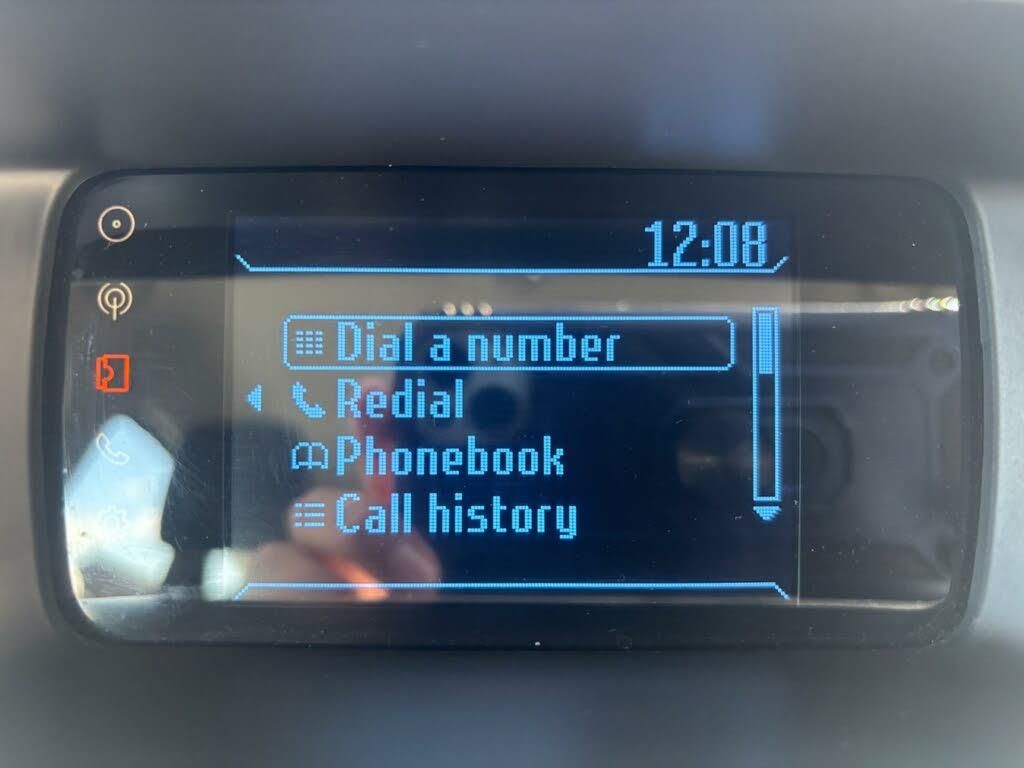 12:08
Dial a number
Redial
Phonebook
Call history